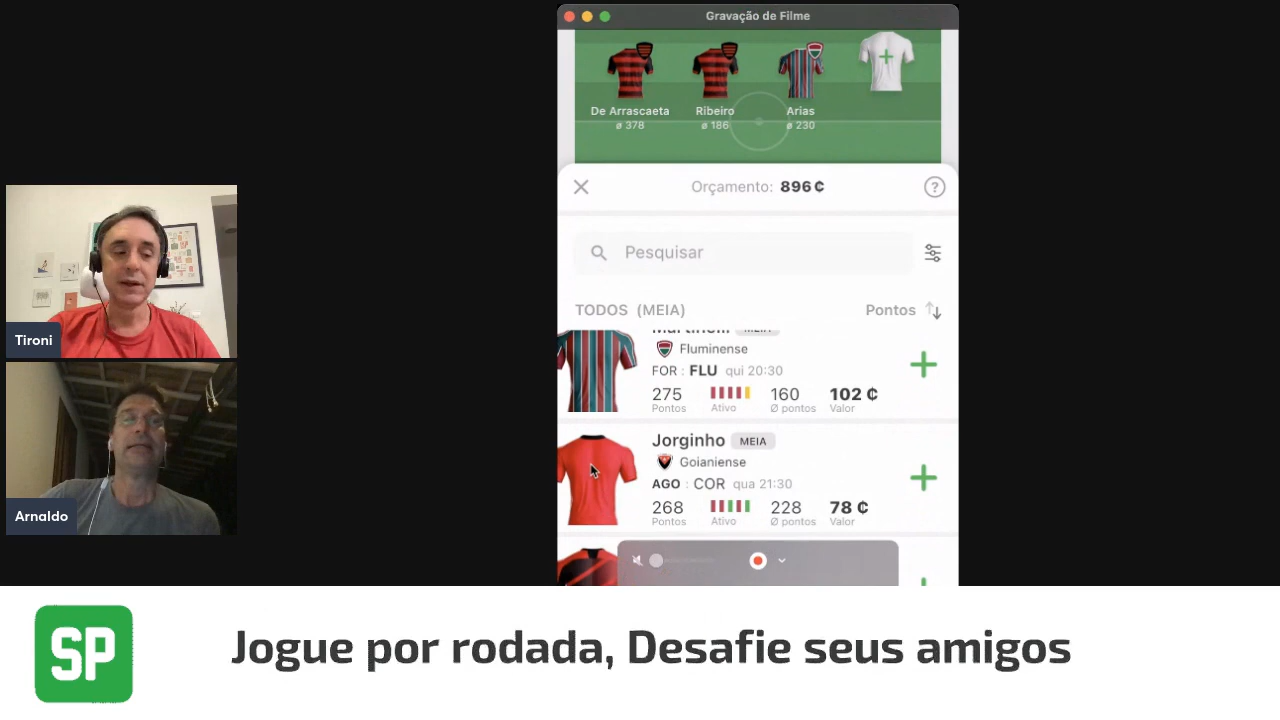 Gravação de Filme
De Arrascaeta
ø 378
Ribeiro
ø 186
Arias
ø 230
Orçamento: 896 ₵
?
Pesquisar
TODOS (MEIA)
Pontos
Martinelli MEIA
Fluminense
FOR : FLU qui 20:30
275 160 102 ₵
Pontos Ativo Ø pontos Valor
Jorginho MEIA
Goianiense
AGO : COR qua 21:30
268 228 78 ₵
Pontos Ativo Ø pontos Valor
Tironi
Arnaldo
SP
Jogue por rodada, Desafie seus amigos